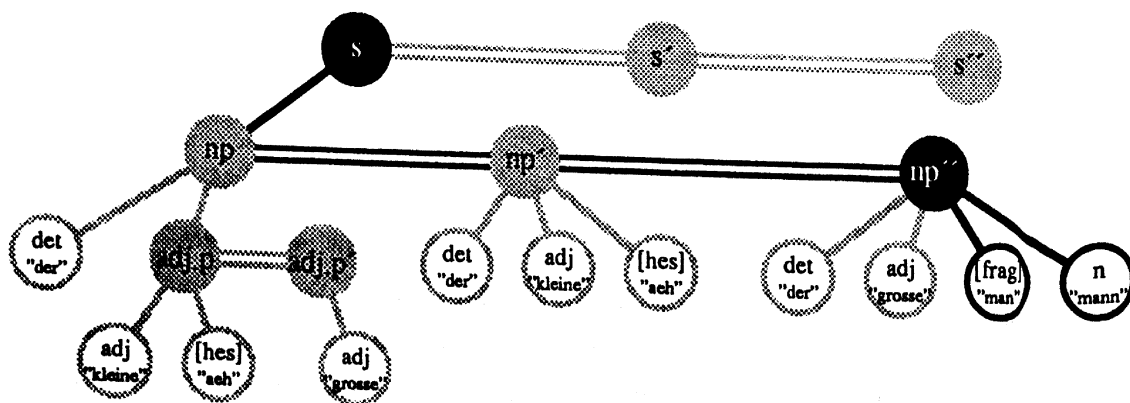 s
s´
s´´
np
np´
np´´
det
"der"
adj.p
adj.p´
det
"der"
adj
"kleine"
[hes]
"aeh"
det
"der"
adj
"grosse"
[frag]
"man"
n
"mann"
adj
"kleine"
[hes]
"aeh"
adj
"grosse"